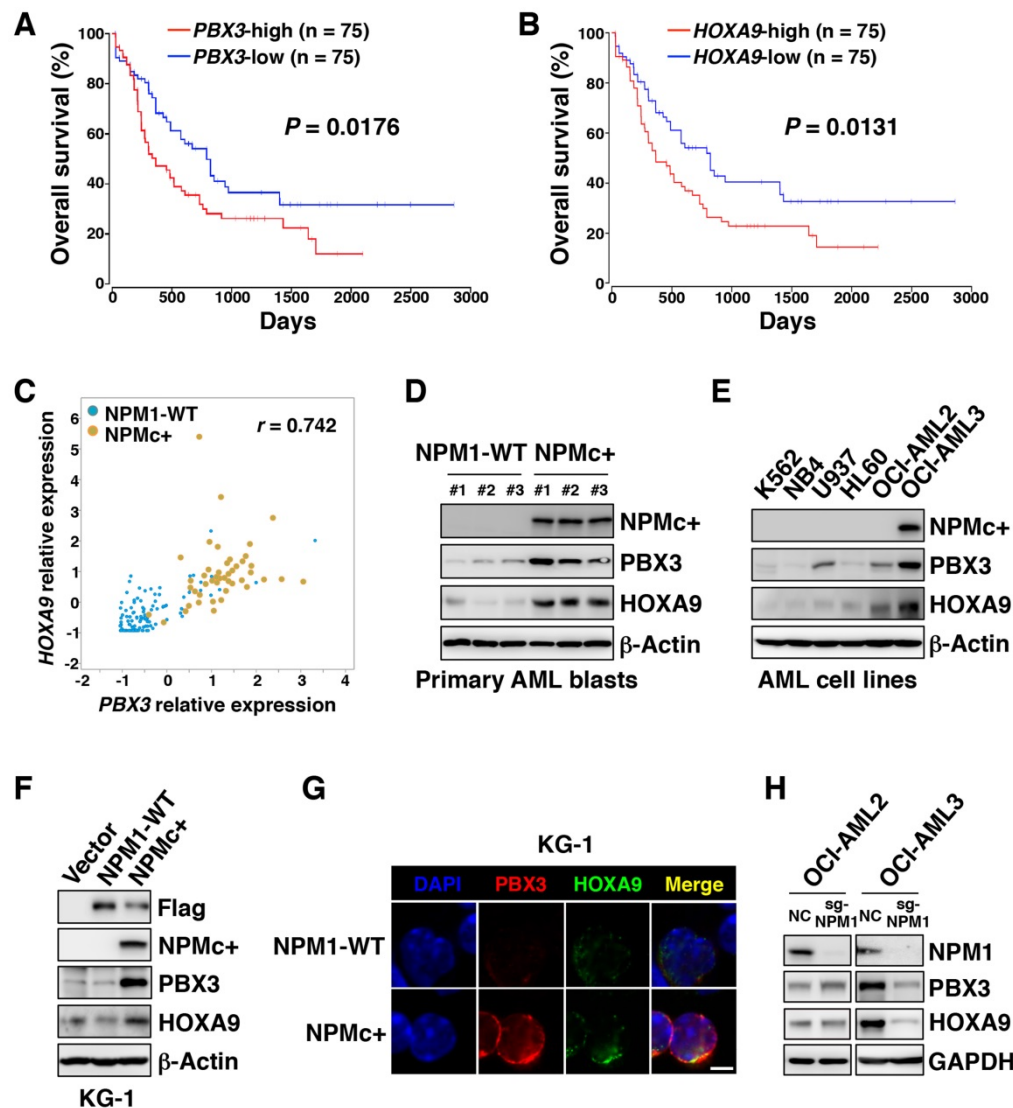 A
PBX3-high (n = 75)
PBX3-low (n = 75)
P = 0.0176
Overall survival (%)
100
80
60
40
20
0
0 500 1000 1500 2000 2500 3000
Days
B
HOXA9-high (n = 75)
HOXA9-low (n = 75)
P = 0.0131
Overall survival (%)
100
80
60
40
20
0
0 500 1000 1500 2000 2500 3000
Days
C
NPM1-WT
NPMc+
r = 0.742
HOXA9 relative expression
6
5
4
3
2
1
0
-1
-2
-2 -1 0 1 2 3 4
PBX3 relative expression
D
NPM1-WT NPMc+
#1 #2 #3 #1 #2 #3
NPMc+
PBX3
HOXA9
β-Actin
Primary AML blasts
E
K562 NB4 U937 HL60 OCI-AML2 OCI-AML3
NPMc+
PBX3
HOXA9
β-Actin
AML cell lines
F
Vector NPM1-WT NPMc+
Flag
NPMc+
PBX3
HOXA9
β-Actin
KG-1
G
KG-1
DAPI PBX3 HOXA9 Merge
NPM1-WT
NPMc+
H
OCI-AML2 OCI-AML3
NC sg-NPM1 NC sg-NPM1
NPM1
PBX3
HOXA9
GAPDH